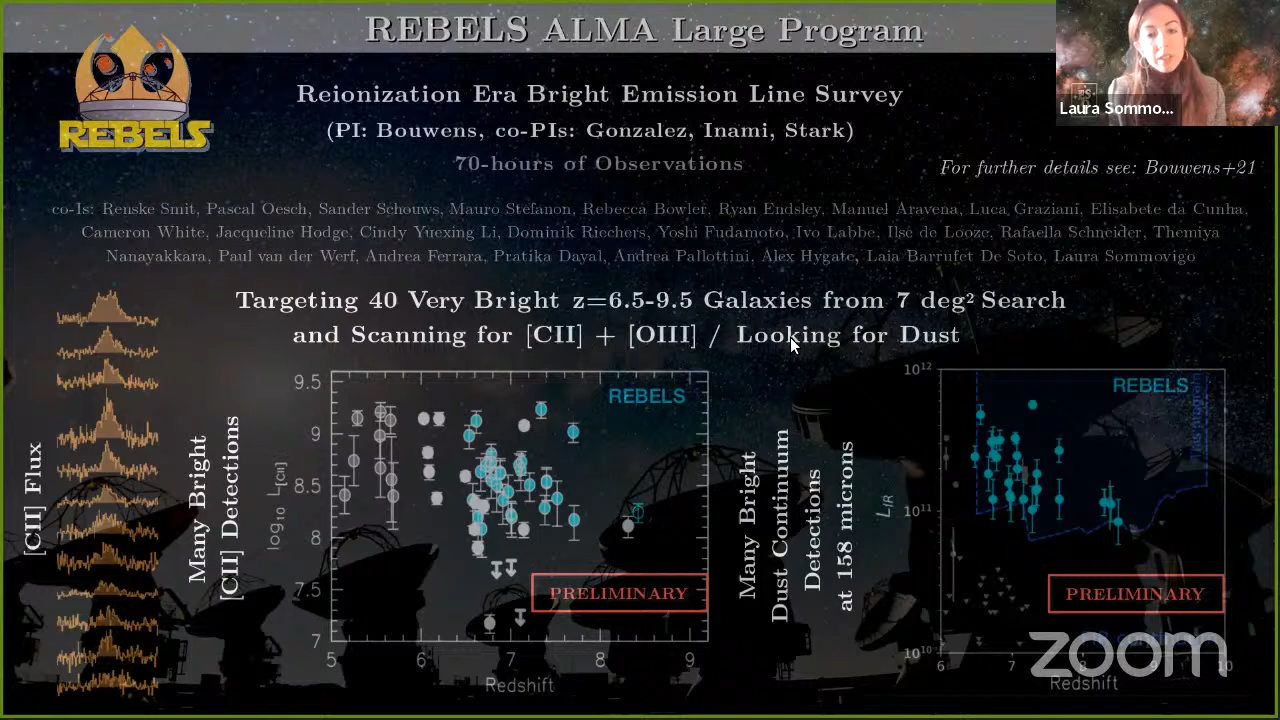 REBELS ALMA Large Program
REBELS
Laura Sommo...
Reionization Era Bright Emission Line Survey
(PI: Bouwens, co-PIs: Gonzalez, Inami, Stark)
70-hours of Observations
For further details see: Bouwens+21
co-Is: Renske Smit, Pascal Oesch, Sander Schouws, Mauro Stefanon, Rebecca Bowler, Ryan Endsley, Manuel Aravena, Luca Graziani, Elisabete da Cunha,
Cameron White, Jacqueline Hodge, Cindy Yuexing Li, Dominik Riechers, Yoshi Fudamoto, Ivo Labbe, Ilse de Looze, Rafaella Schneider, Themiya
Nanayakkara, Paul van der Werf, Andrea Ferrara, Pratika Dayal, Andrea Pallottini, Alex Hygate, Laia Barrufet De Soto, Laura Sommovigo
Targeting 40 Very Bright z=6.5-9.5 Galaxies from 7 deg² Search
and Scanning for [CII] + [OIII] / Looking for Dust
[CII] Flux
Many Bright
[CII] Detections
log₁₀ L[CII]
9.5
9
8.5
8
7.5
7
REBELS
PRELIMINARY
5 6 7 8 9
Redshift
Many Bright
Dust Continuum
Detections
at 158 microns
L_IR
10¹²
10¹¹
10¹⁰
REBELS
This program
PRELIMINARY
6 7 8 9 10
Redshift
zoom